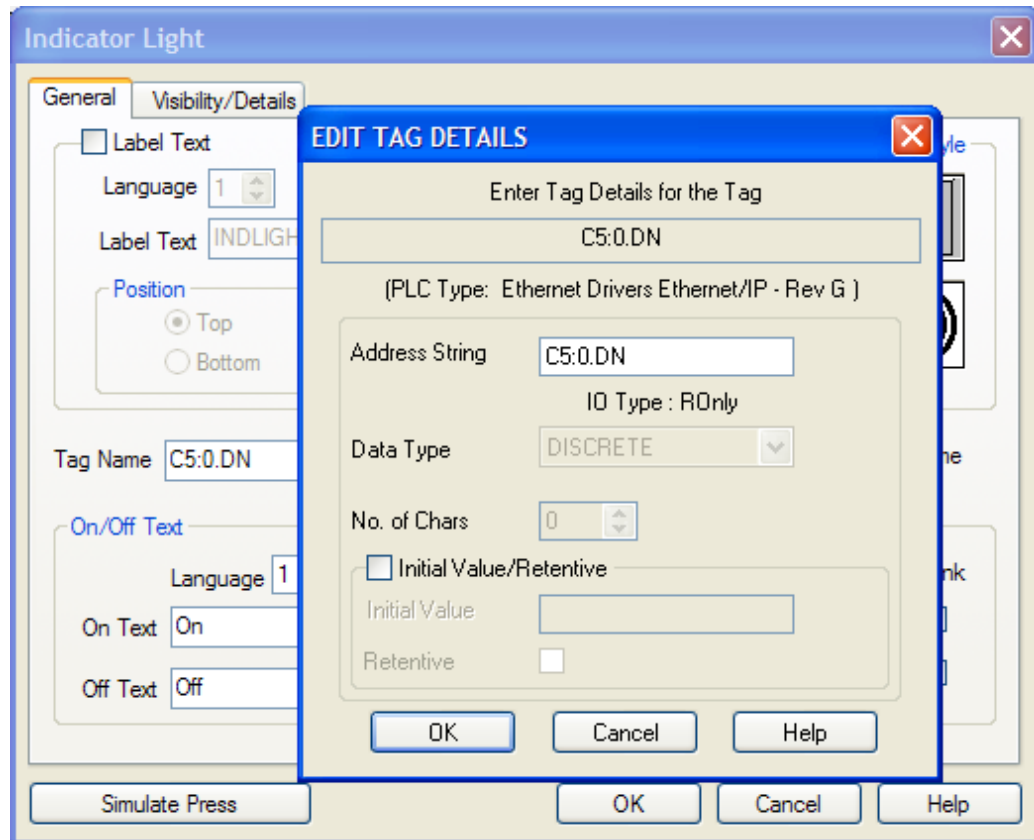 Indicator Light
General
Visibility/Details
Label Text
Language 1
Label Text INDLIGH
Position
Top
Bottom
Tag Name C5:0.DN
On/Off Text
Language 1
On Text On
Off Text Off
EDIT TAG DETAILS
Enter Tag Details for the Tag
C5:0.DN
(PLC Type: Ethernet Drivers Ethernet/IP - Rev G )
Address String C5:0.DN
IO Type : ROnly
Data Type DISCRETE
No. of Chars 0
Initial Value/Retentive
Initial Value
Retentive
OK Cancel Help
Simulate Press OK Cancel Help